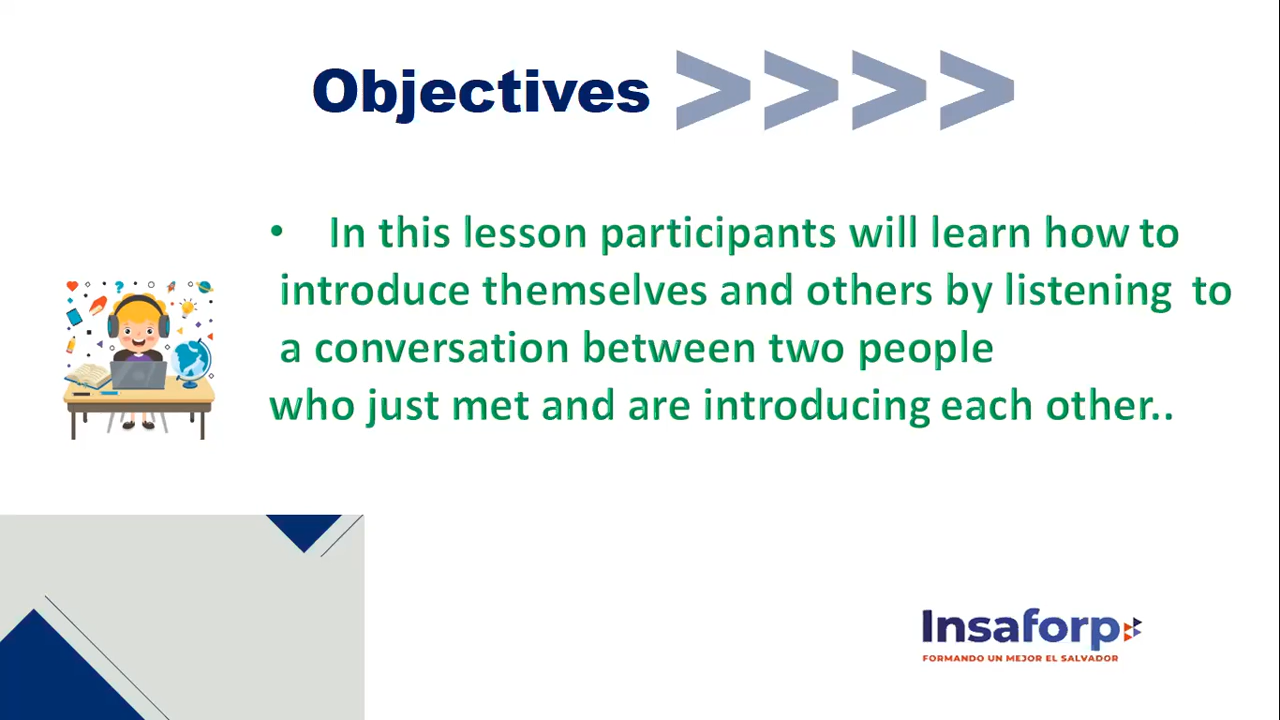 Objectives >>>>
• In this lesson participants will learn how to
introduce themselves and others by listening to
a conversation between two people
who just met and are introducing each other..
Insaforp
FORMANDO UN MEJOR EL SALVADOR